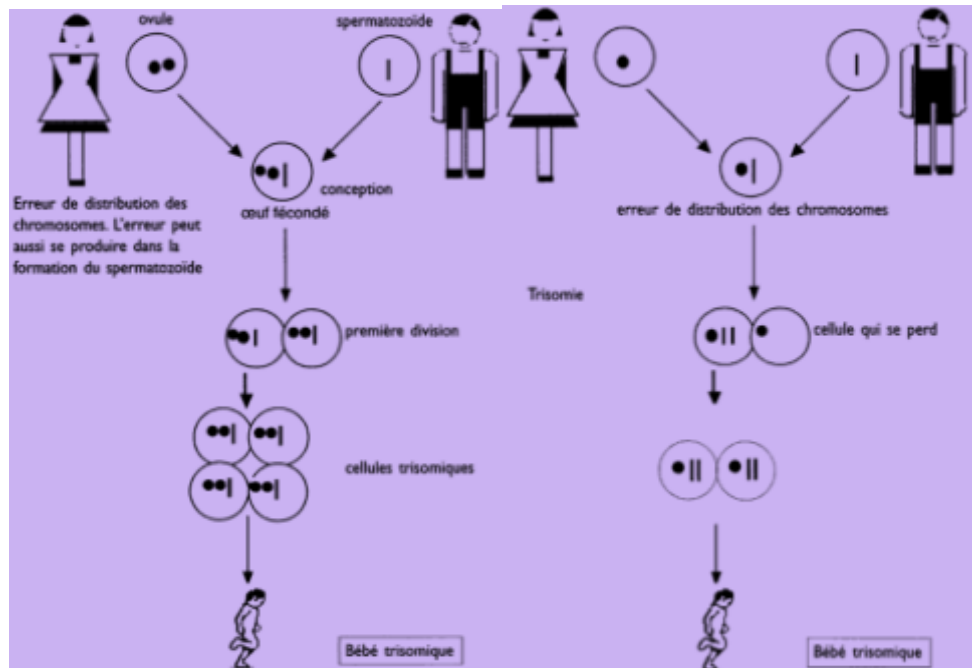 ovule
spermatozoïde
conception
œuf fécondé
Erreur de distribution des
chromosomes. L'erreur peut
aussi se produire dans la
formation du spermatozoïde
première division
cellules trisomiques
Bébé trisomique
erreur de distribution des chromosomes
Trisomie
cellule qui se perd
Bébé trisomique